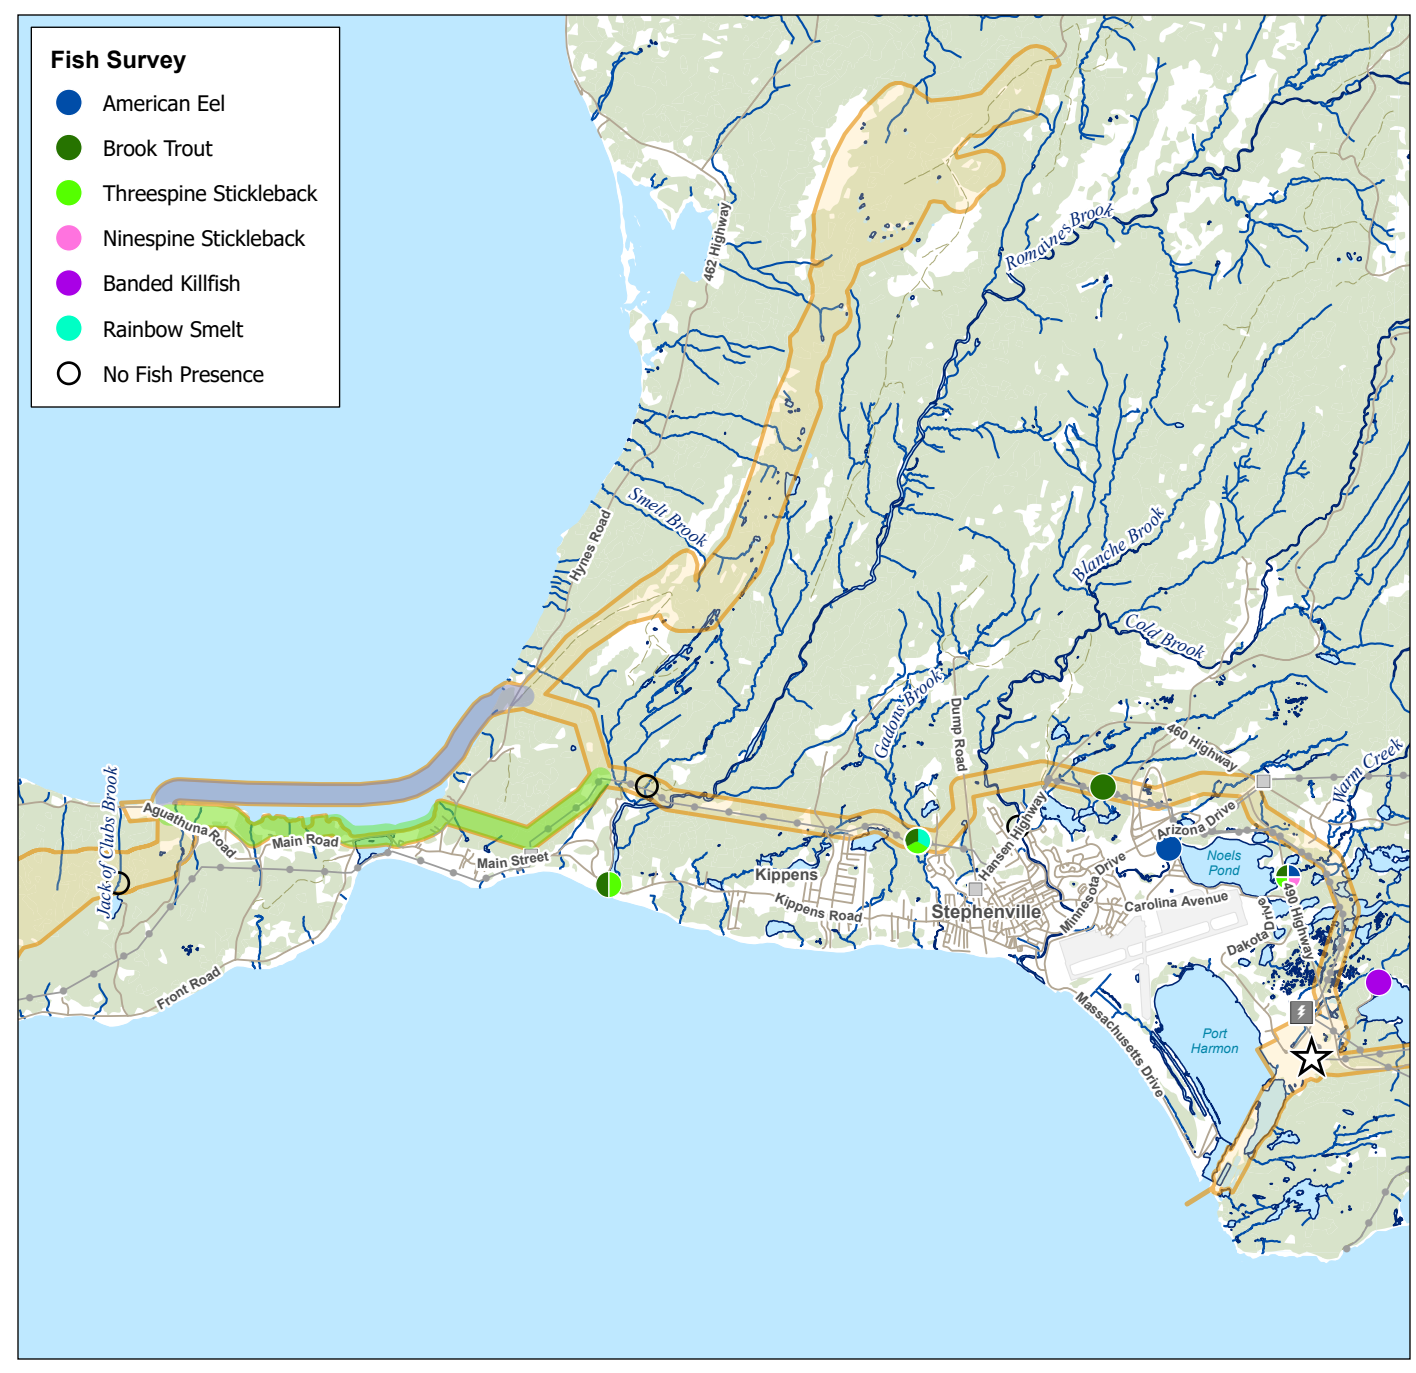 Fish Survey
American Eel
Brook Trout
Threespine Stickleback
Ninespine Stickleback
Banded Killfish
Rainbow Smelt
No Fish Presence
462 Highway
Romaines Brook
Smelt Brook
Hynes Road
Blanche Brook
Cold Brook
Gadons Brook
Dump Road
460 Highway
Warm Creek
Jack of Clubs Brook
Aguathuna Road
Main Road
Main Street
Hansen Highway
Arizona Drive
Noels
Pond
Kippens
Minnesota Drive
Kippens Road
Stephenville
Carolina Avenue
490 Highway
Dakota Drive
Front Road
Massachusetts Drive
Port
Harmon